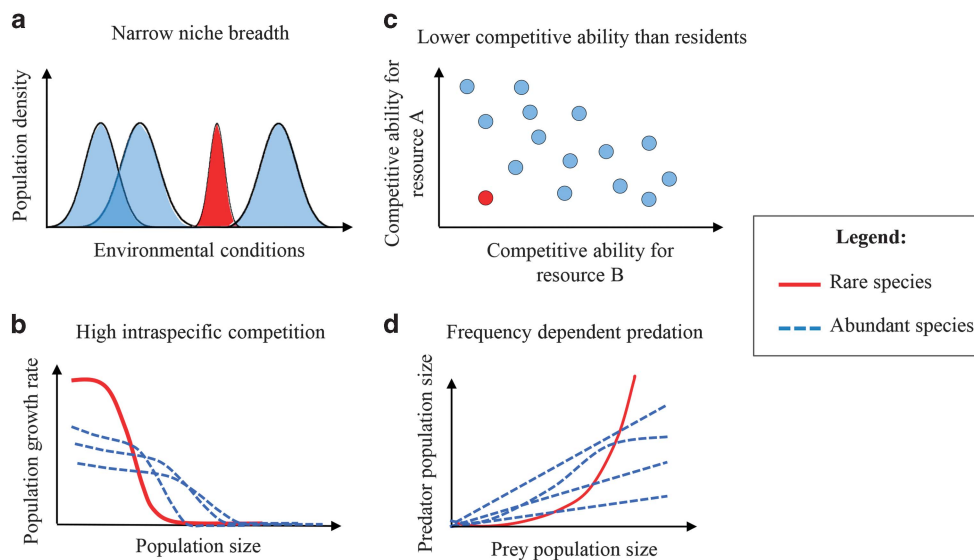 a
Narrow niche breadth
Population density
Environmental conditions
c
Lower competitive ability than residents
Competitive ability for
resource A
Competitive ability for
resource B
b
High intraspecific competition
Population growth rate
Population size
d
Frequency dependent predation
Predator population size
Prey population size
Legend:
Rare species
Abundant species